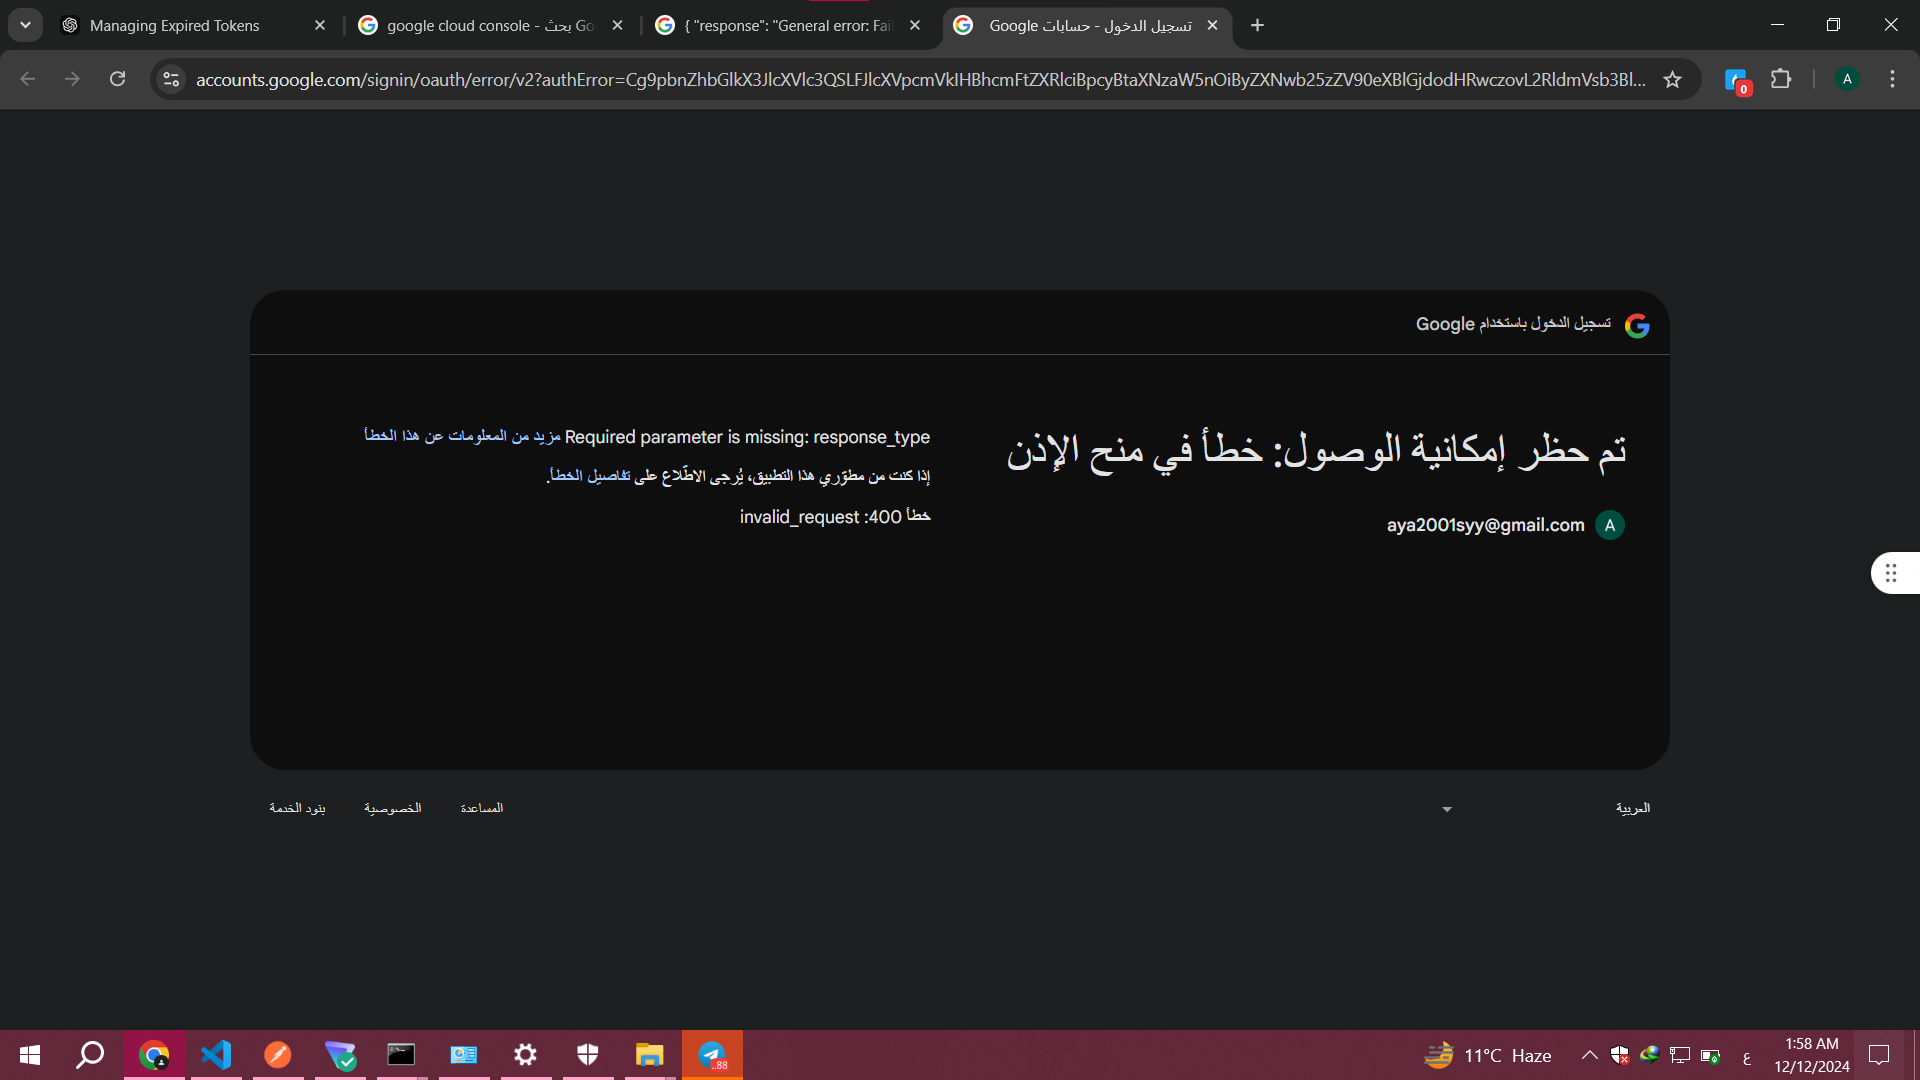 Managing Expired Tokens
google cloud console - بحث Go
{ "response": "General error: Fail
تسجيل الدخول - حسابات Google
accounts.google.com/signin/oauth/error/v2?authError=Cg9pbnZhbGlkX3JlcXVlc3QSLFJlcXVpcmVkIHBhcmFtZXRlciBpcyBtaXNzaW5nOiByZXNwb25zZV90eXBlGjdodHRwczovL2RldmVsb3Bl...
0
A
تسجيل الدخول باستخدام Google
تم حظر إمكانية الوصول: خطأ في منح الإذن
A
aya2001syy@gmail.com
Required parameter is missing: response_type مزيد من المعلومات عن هذا الخطأ
إذا كنت من مطوّري هذا التطبيق، يُرجى الاطّلاع على تفاصيل الخطأ.
خطأ 400: invalid_request
العربية
المساعدة
الخصوصية
بنود الخدمة
..88
11°C Haze
ع
1:58 AM
12/12/2024